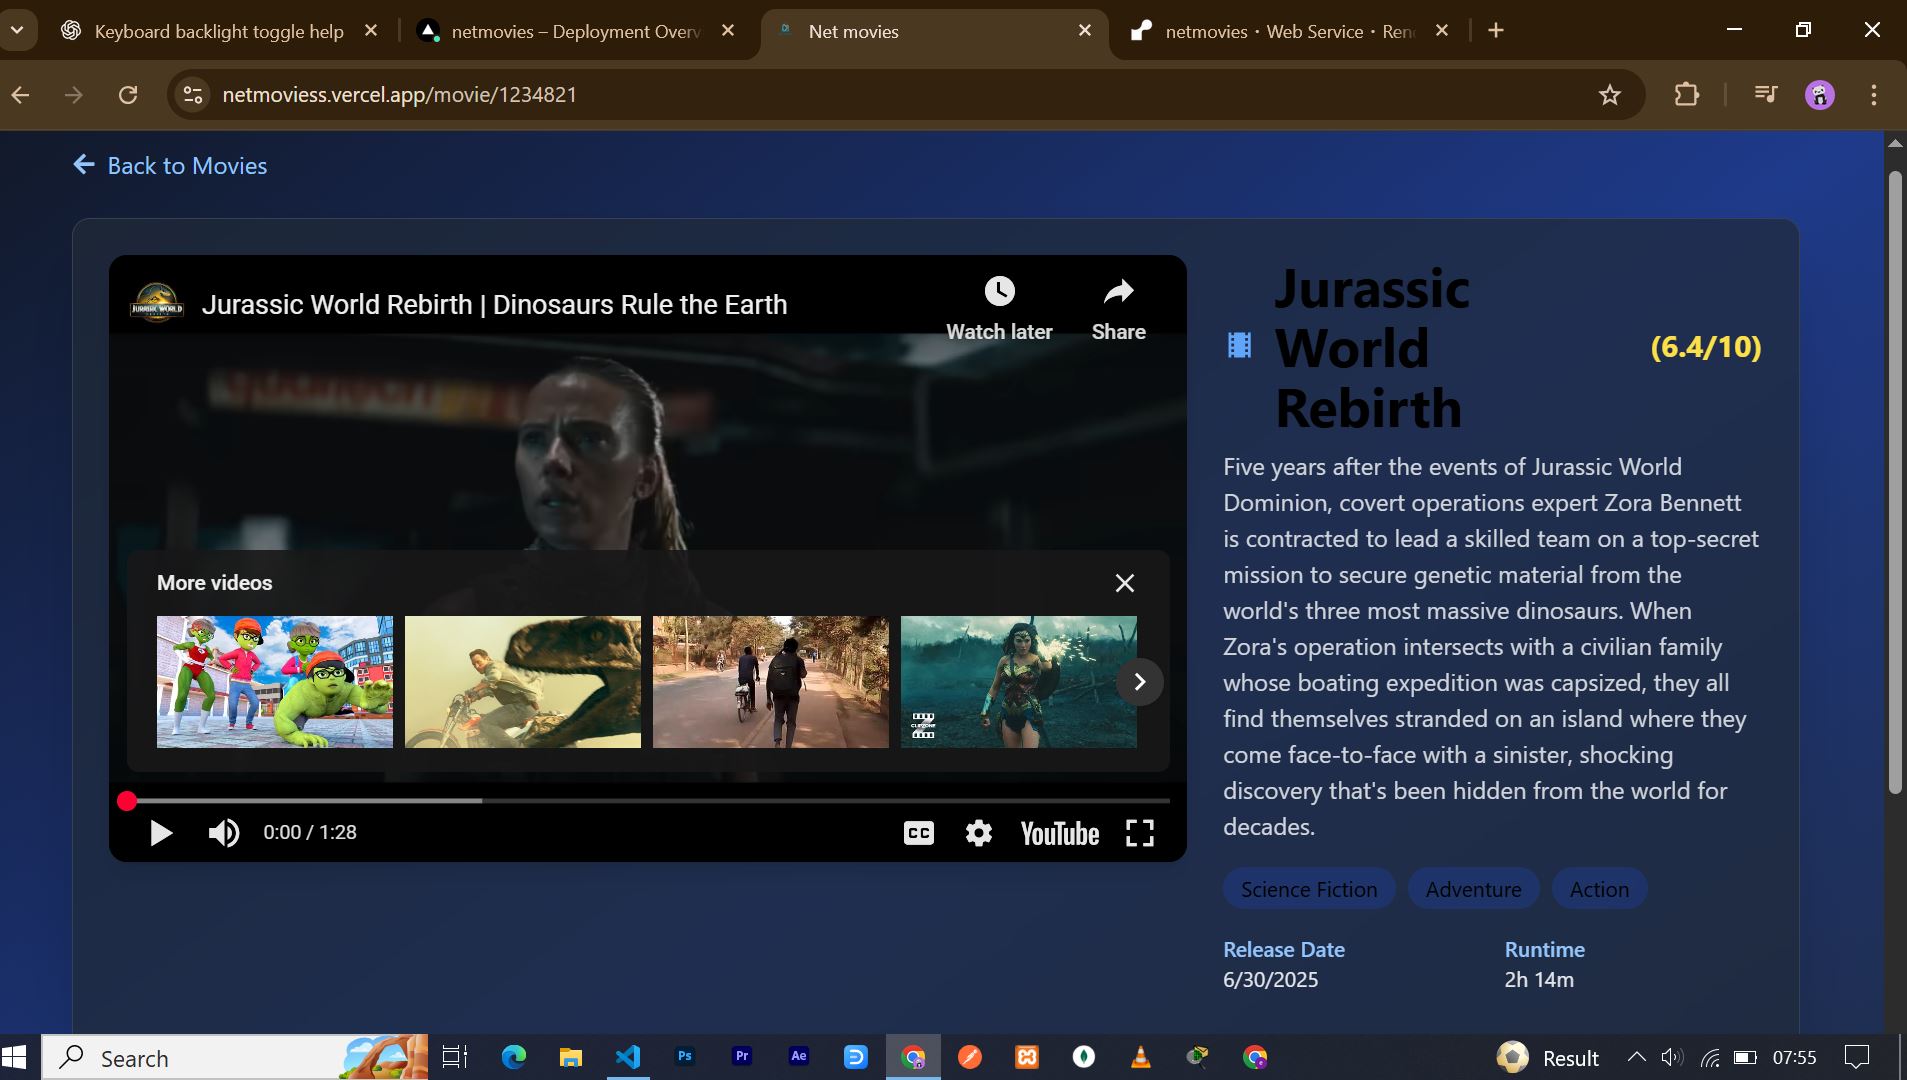 Keyboard backlight toggle help
netmovies – Deployment Overv
Net movies
netmovies · Web Service · Ren
netmoviess.vercel.app/movie/1234821
Back to Movies
JURASSIC WORLD
Jurassic World Rebirth | Dinosaurs Rule the Earth
Watch later
Share
More videos
0:00 / 1:28
CC
YouTube
Jurassic
World
Rebirth
(6.4/10)
Five years after the events of Jurassic World
Dominion, covert operations expert Zora Bennett
is contracted to lead a skilled team on a top-secret
mission to secure genetic material from the
world's three most massive dinosaurs. When
Zora's operation intersects with a civilian family
whose boating expedition was capsized, they all
find themselves stranded on an island where they
come face-to-face with a sinister, shocking
discovery that's been hidden from the world for
decades.
Science Fiction
Adventure
Action
Release Date
Runtime
6/30/2025
2h 14m
Search
Ps
Pr
Ae
Result
07:55